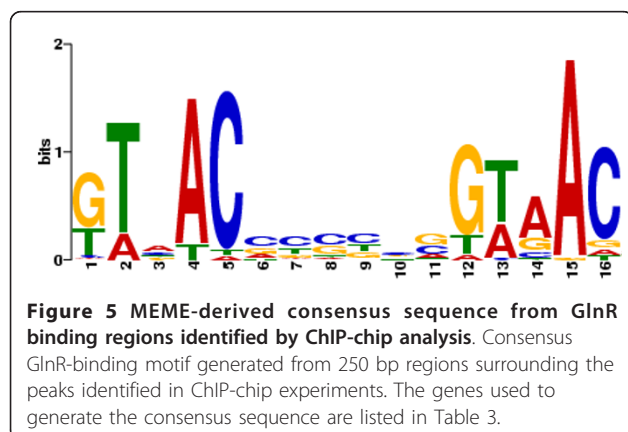 2
bits
1
0
GTAACCCCC GTAAC
1 2 3 4 5 6 7 8 9 10 11 12 13 14 15 16
Figure 5 MEME-derived consensus sequence from GlnR
binding regions identified by ChIP-chip analysis. Consensus
GlnR-binding motif generated from 250 bp regions surrounding the
peaks identified in ChIP-chip experiments. The genes used to
generate the consensus sequence are listed in Table 3.